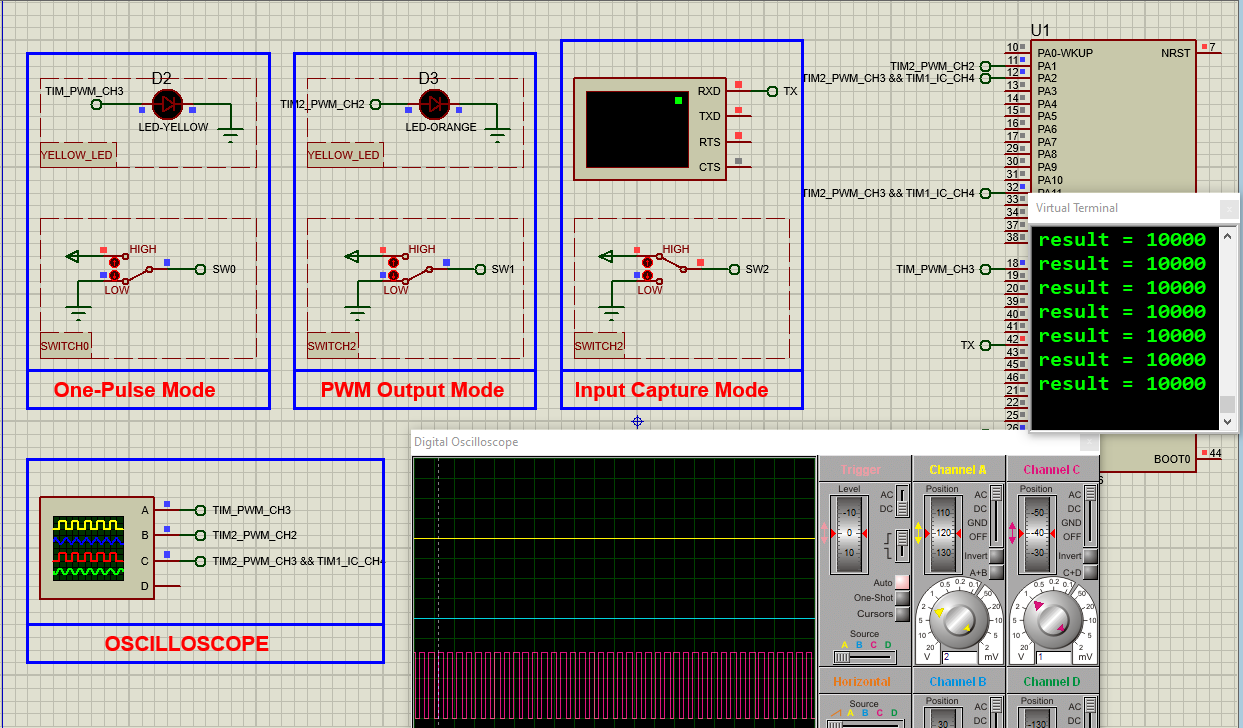 D2
TIM_PWM_CH3
LED-YELLOW
YELLOW_LED
HIGH
SW0
LOW
SWITCH0
One-Pulse Mode
D3
TIM2_PWM_CH2
LED-ORANGE
YELLOW_LED
HIGH
SW1
LOW
SWITCH2
PWM Output Mode
RXD
TX
TXD
RTS
CTS
HIGH
SW2
LOW
SWITCH2
Input Capture Mode
U1
10 PA0-WKUP NRST 7
TIM2_PWM_CH2 11 PA1
TIM2_PWM_CH3 && TIM1_IC_CH4 12 PA2
13 PA3
14 PA4
15 PA5
16 PA6
17 PA7
29 PA8
30 PA9
31 PA10
TIM2_PWM_CH3 && TIM1_IC_CH4 32 PA11
33
34
37
38
TIM_PWM_CH3 18
19
20
39
40
41
TX 42
43
45
46
21
22
25
26
BOOT0 44
Virtual Terminal
result = 10000
result = 10000
result = 10000
result = 10000
result = 10000
result = 10000
result = 10000
A TIM_PWM_CH3
B TIM2_PWM_CH2
C TIM2_PWM_CH3 && TIM1_IC_CH4
D
OSCILLOSCOPE
Digital Oscilloscope
Trigger
Level
AC
DC
-10
0
10
Auto
One-Shot
Cursors
Source
A B C D
Horizontal
Source
A B C D
Channel A
Position
AC
DC
GND
OFF
110
120
130
Invert
A+B
0.5 0.2 0.1
1 50
2 20
5 10
10 5
20 2
V 2 mV
Channel B
Position
AC
DC
-30
Channel C
Position
AC
DC
GND
OFF
-50
-40
-30
Invert
C+D
0.5 0.2 0.1
1 50
2 20
5 10
10 5
20 2
V 1 mV
Channel D
Position
AC
DC
-130